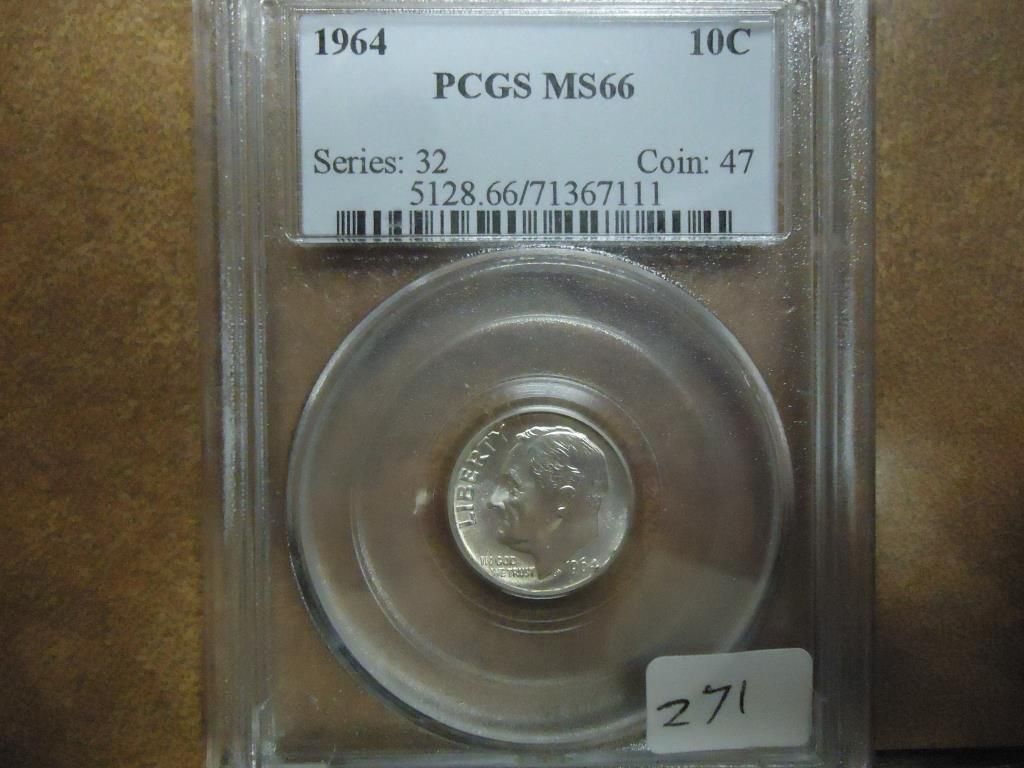 1964 10C
PCGS MS66
Series: 32 Coin: 47
5128.66/71367111
LIBERTY
IN GOD
WE TRUST
1964
271